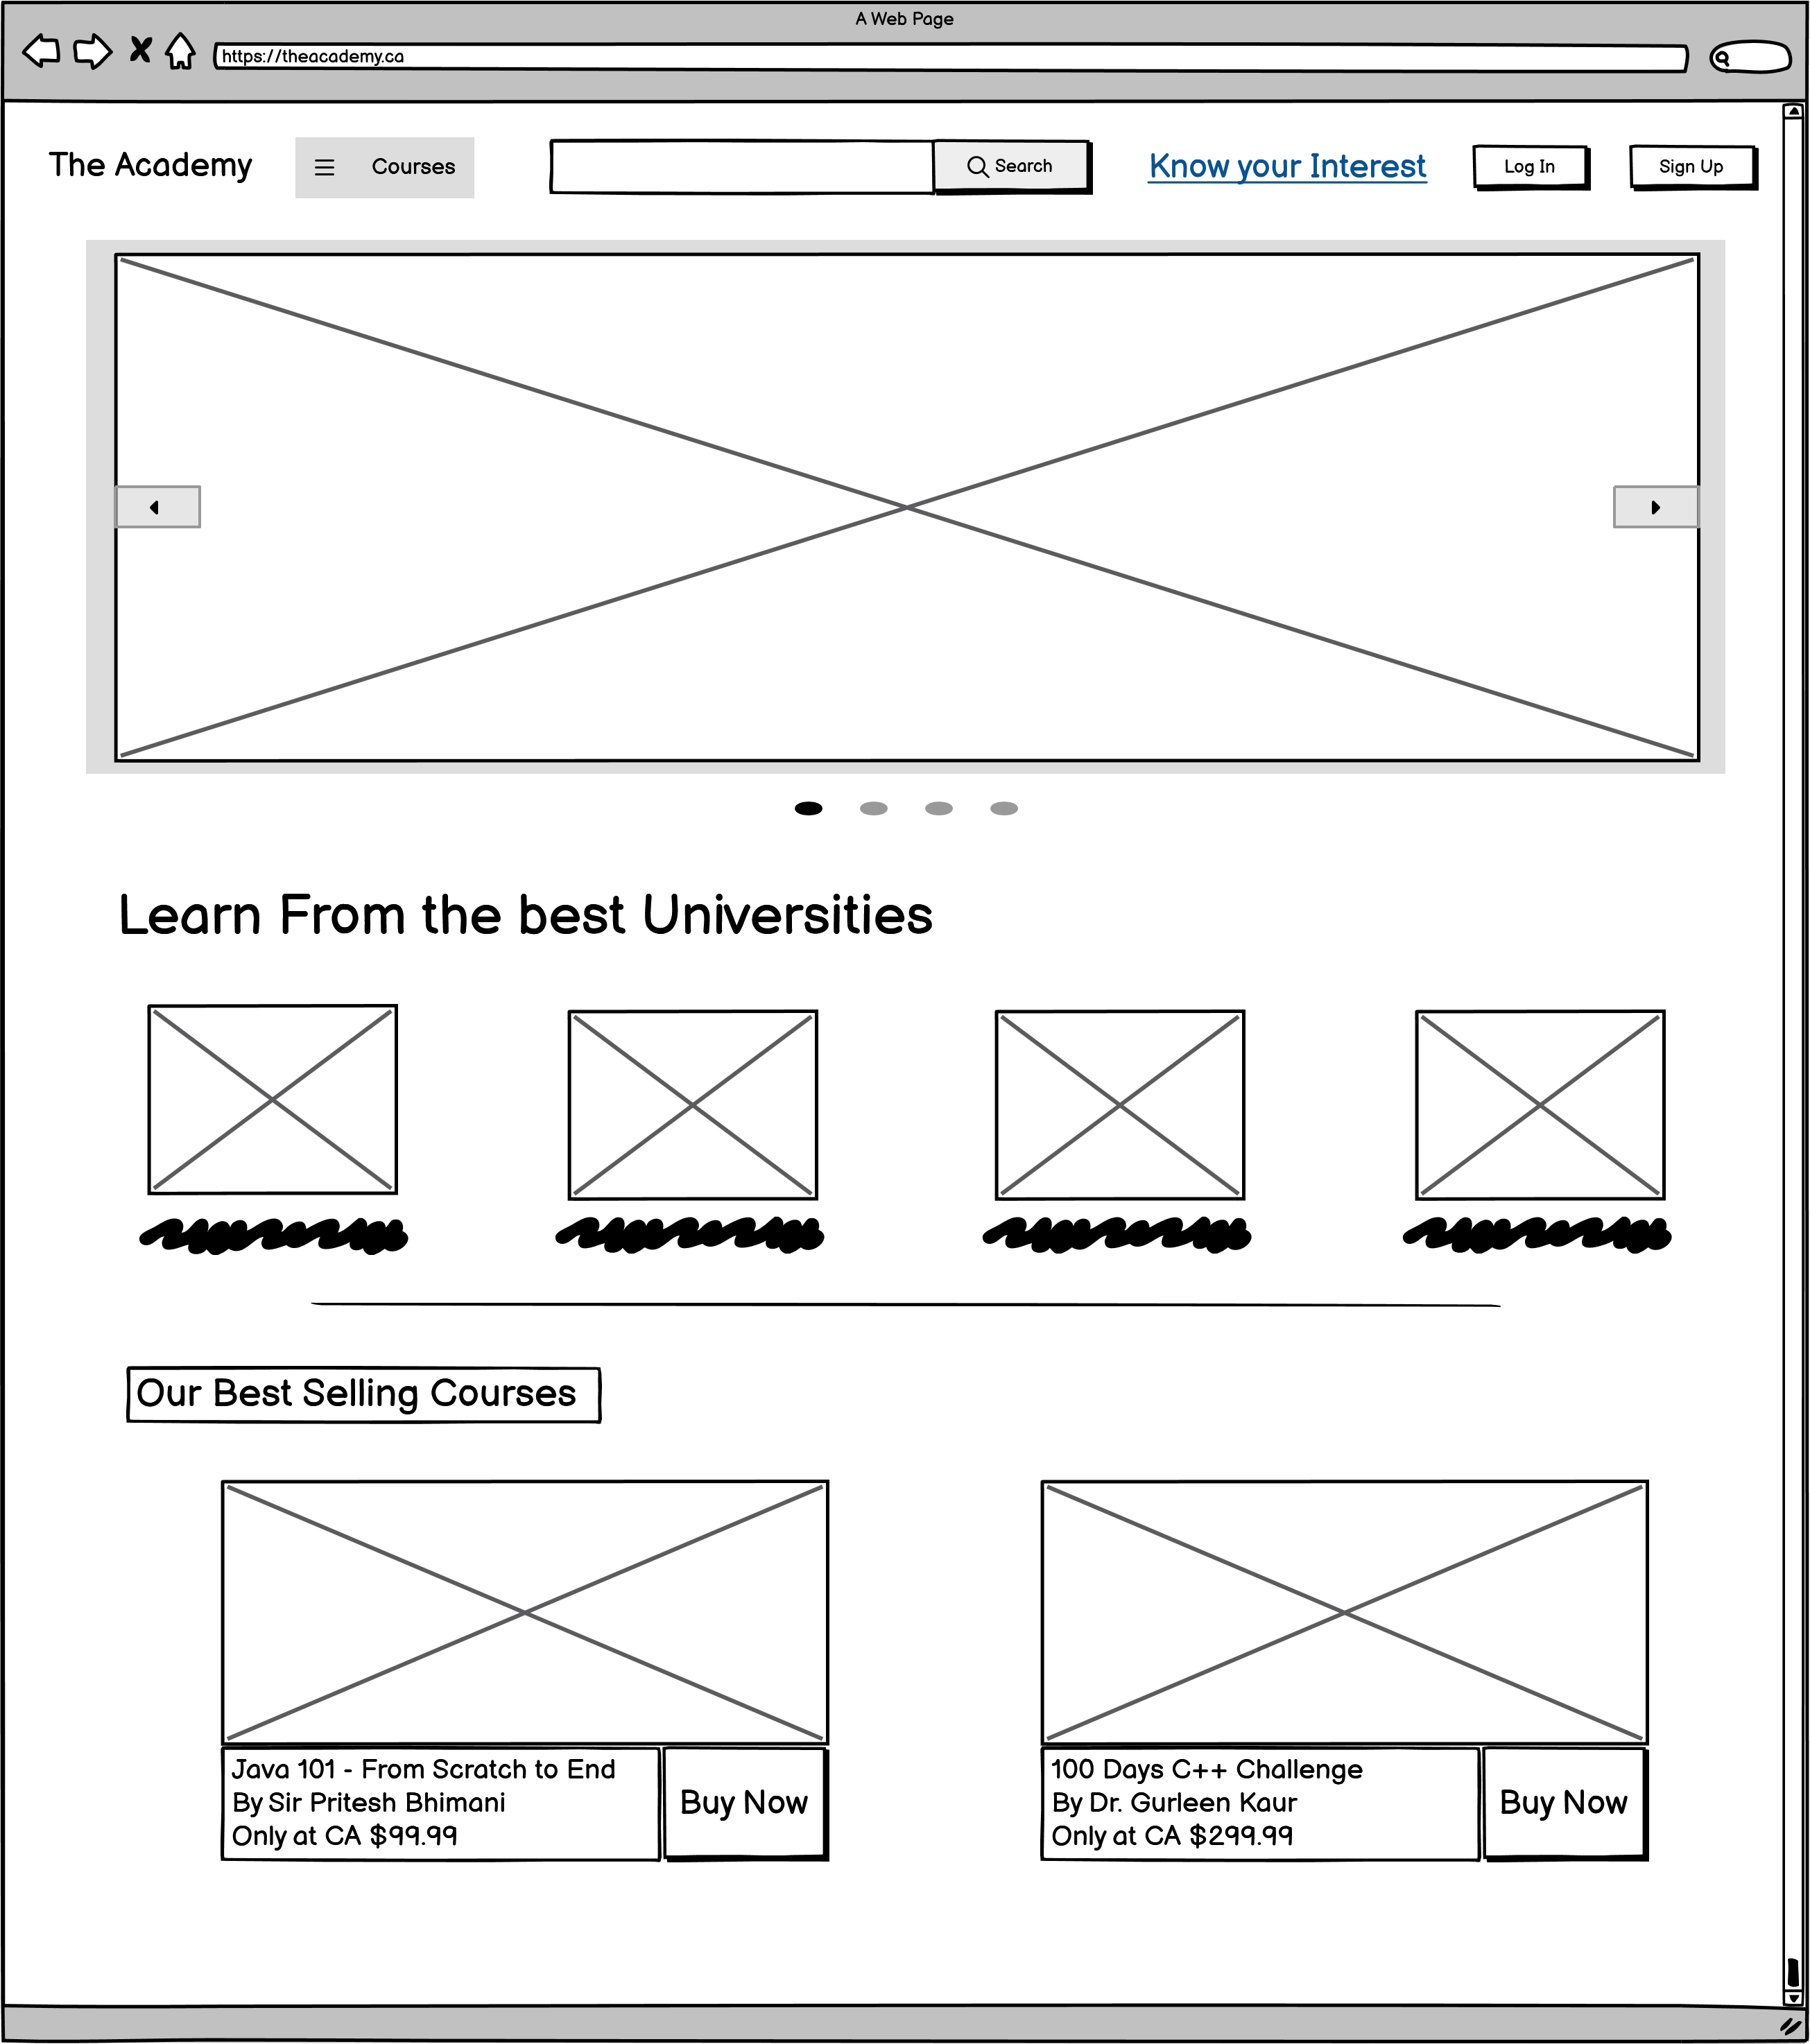 A Web Page
https://theacademy.ca
The Academy
Courses
Search
Know your Interest
Log In
Sign Up
Learn From the best Universities
Our Best Selling Courses
Java 101 - From Scratch to End
By Sir Pritesh Bhimani
Only at CA $99.99
Buy Now
100 Days C++ Challenge
By Dr. Gurleen Kaur
Only at CA $299.99
Buy Now